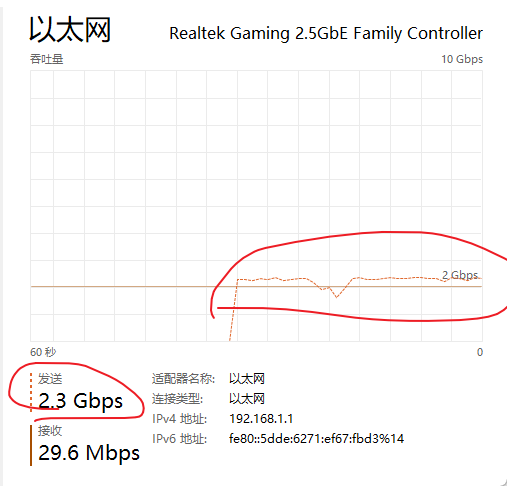 以太网
Realtek Gaming 2.5GbE Family Controller
吞吐量
10 Gbps
2 Gbps
60 秒
0
发送
2.3 Gbps
接收
29.6 Mbps
适配器名称: 以太网
连接类型: 以太网
IPv4 地址: 192.168.1.1
IPv6 地址: fe80::5dde:6271:ef67:fbd3%14